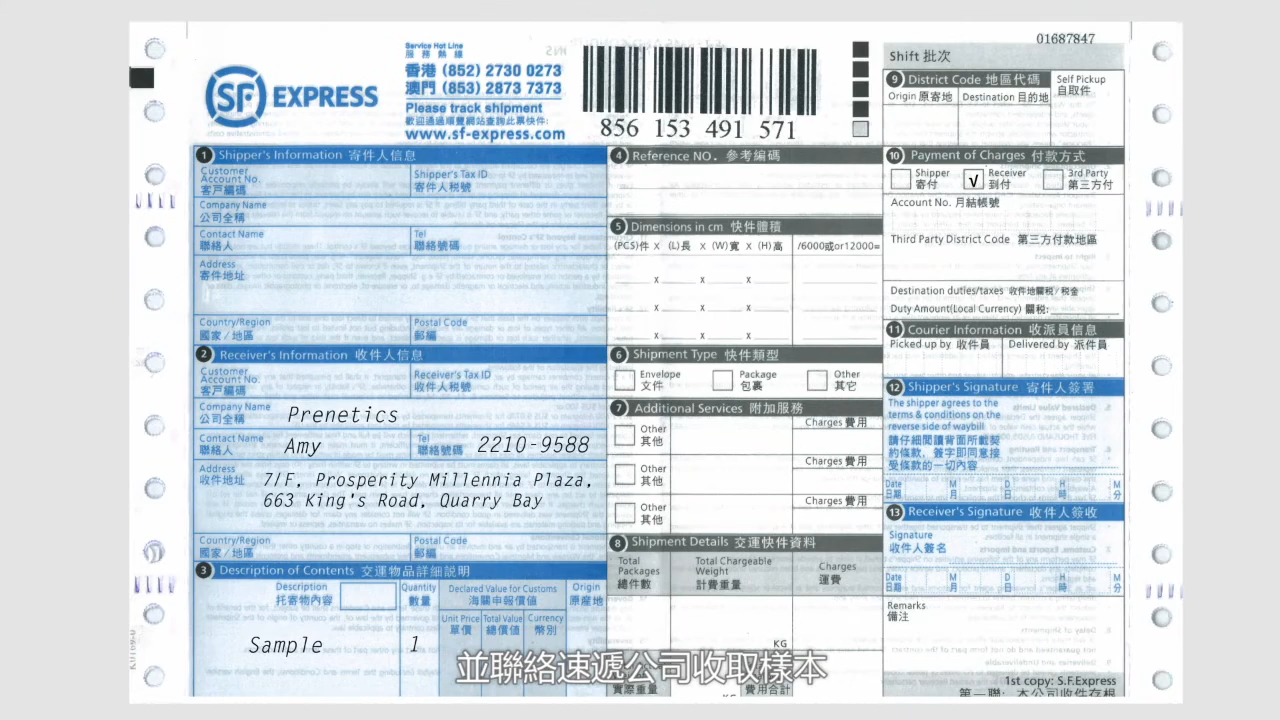 01687847
Shift 批次
Service Hot Line
服務熱線
香港 (852) 2730 0273
澳門 (853) 2873 7373
Please track shipment
歡迎通過順豐網站查詢此票快件:
www.sf-express.com
SF EXPRESS
856 153 491 571
1 Shipper's Information 寄件人信息
Customer Account No.
客戶編碼
Shipper's Tax ID
寄件人稅號
Company Name
公司全稱
Contact Name
聯絡人
Tel
聯絡號碼
Address
寄件地址
Country/Region
國家/地區
Postal Code
郵編
2 Receiver's Information 收件人信息
Customer Account No.
客戶編碼
Receiver's Tax ID
收件人稅號
Company Name
公司全稱
Prenetics
Contact Name
聯絡人
Amy
Tel
聯絡號碼
2210-9588
Address
收件地址
7/F, Prosperity Millennia Plaza,
663 King's Road, Quarry Bay
Country/Region
國家/地區
Postal Code
郵編
3 Description of Contents 交運物品詳細説明
Description
托寄物內容
Quantity
數量
Declared Value for Customs
海關申報價值
Origin
原產地
Unit Price
單價
Total Value
總價值
Currency
幣別
Sample
1
4 Reference NO. 參考編碼
5 Dimensions in cm 快件體積
(PCS)件 x (L)長 x (W)寬 x (H)高
/6000或or12000=
x x x
x x x
x x x
6 Shipment Type 快件類型
Envelope
文件
Package
包裹
Other
其它
7 Additional Services 附加服務
Other
其他
Charges 費用
Other
其他
Charges 費用
Other
其他
Charges 費用
8 Shipment Details 交運快件資料
Total Packages
總件數
Total Chargeable Weight
計費重量
Charges
運費
KG
實際重量
費用合計
9 District Code 地區代碼
Origin 原寄地
Destination 目的地
Self Pickup
自取件
10 Payment of Charges 付款方式
Shipper
寄付
√
Receiver
到付
3rd Party
第三方付
Account No. 月結帳號
Third Party District Code 第三方付款地區
Destination duties/taxes 收件地關税/税金
Duty Amount(Local Currency) 關税:
11 Courier Information 收派員信息
Picked up by 收件員
Delivered by 派件員
12 Shipper's Signature 寄件人簽署
The shipper agrees to the
terms & conditions on the
reverse side of waybill
請仔細閲讀背面所載契
約條款，簽字即同意接
受條款的一切內容
Date M D H M
日期 月 日 時 分
13 Receiver's Signature 收件人簽收
Signature
收件人簽名
Date M D H M
日期 月 日 時 分
Remarks
備注
1st copy: S.F.Express
第一聯: 本公司收件存根
並聯絡速遞公司收取樣本